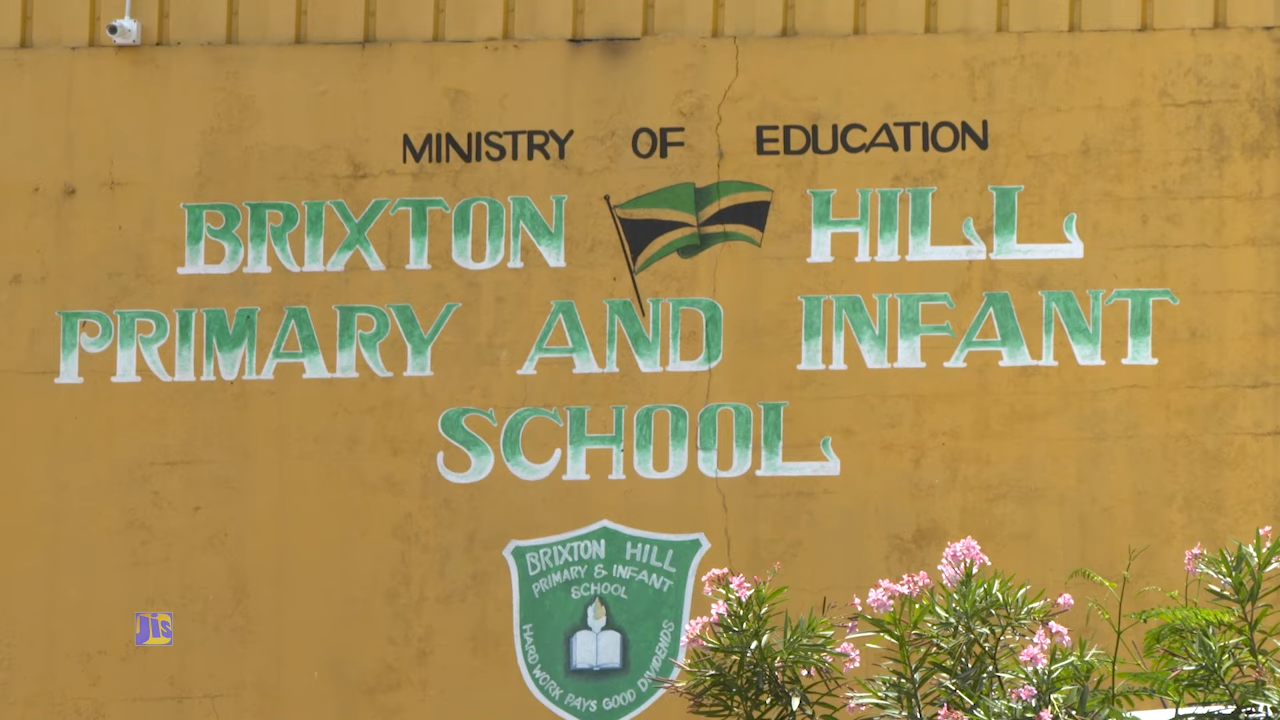 MINISTRY OF EDUCATION
BRIXTON HILL
PRIMARY AND INFANT
SCHOOL
BRIXTON HILL
PRIMARY & INFANT
SCHOOL
HARD WORK PAYS GOOD DIVIDENDS
Jis